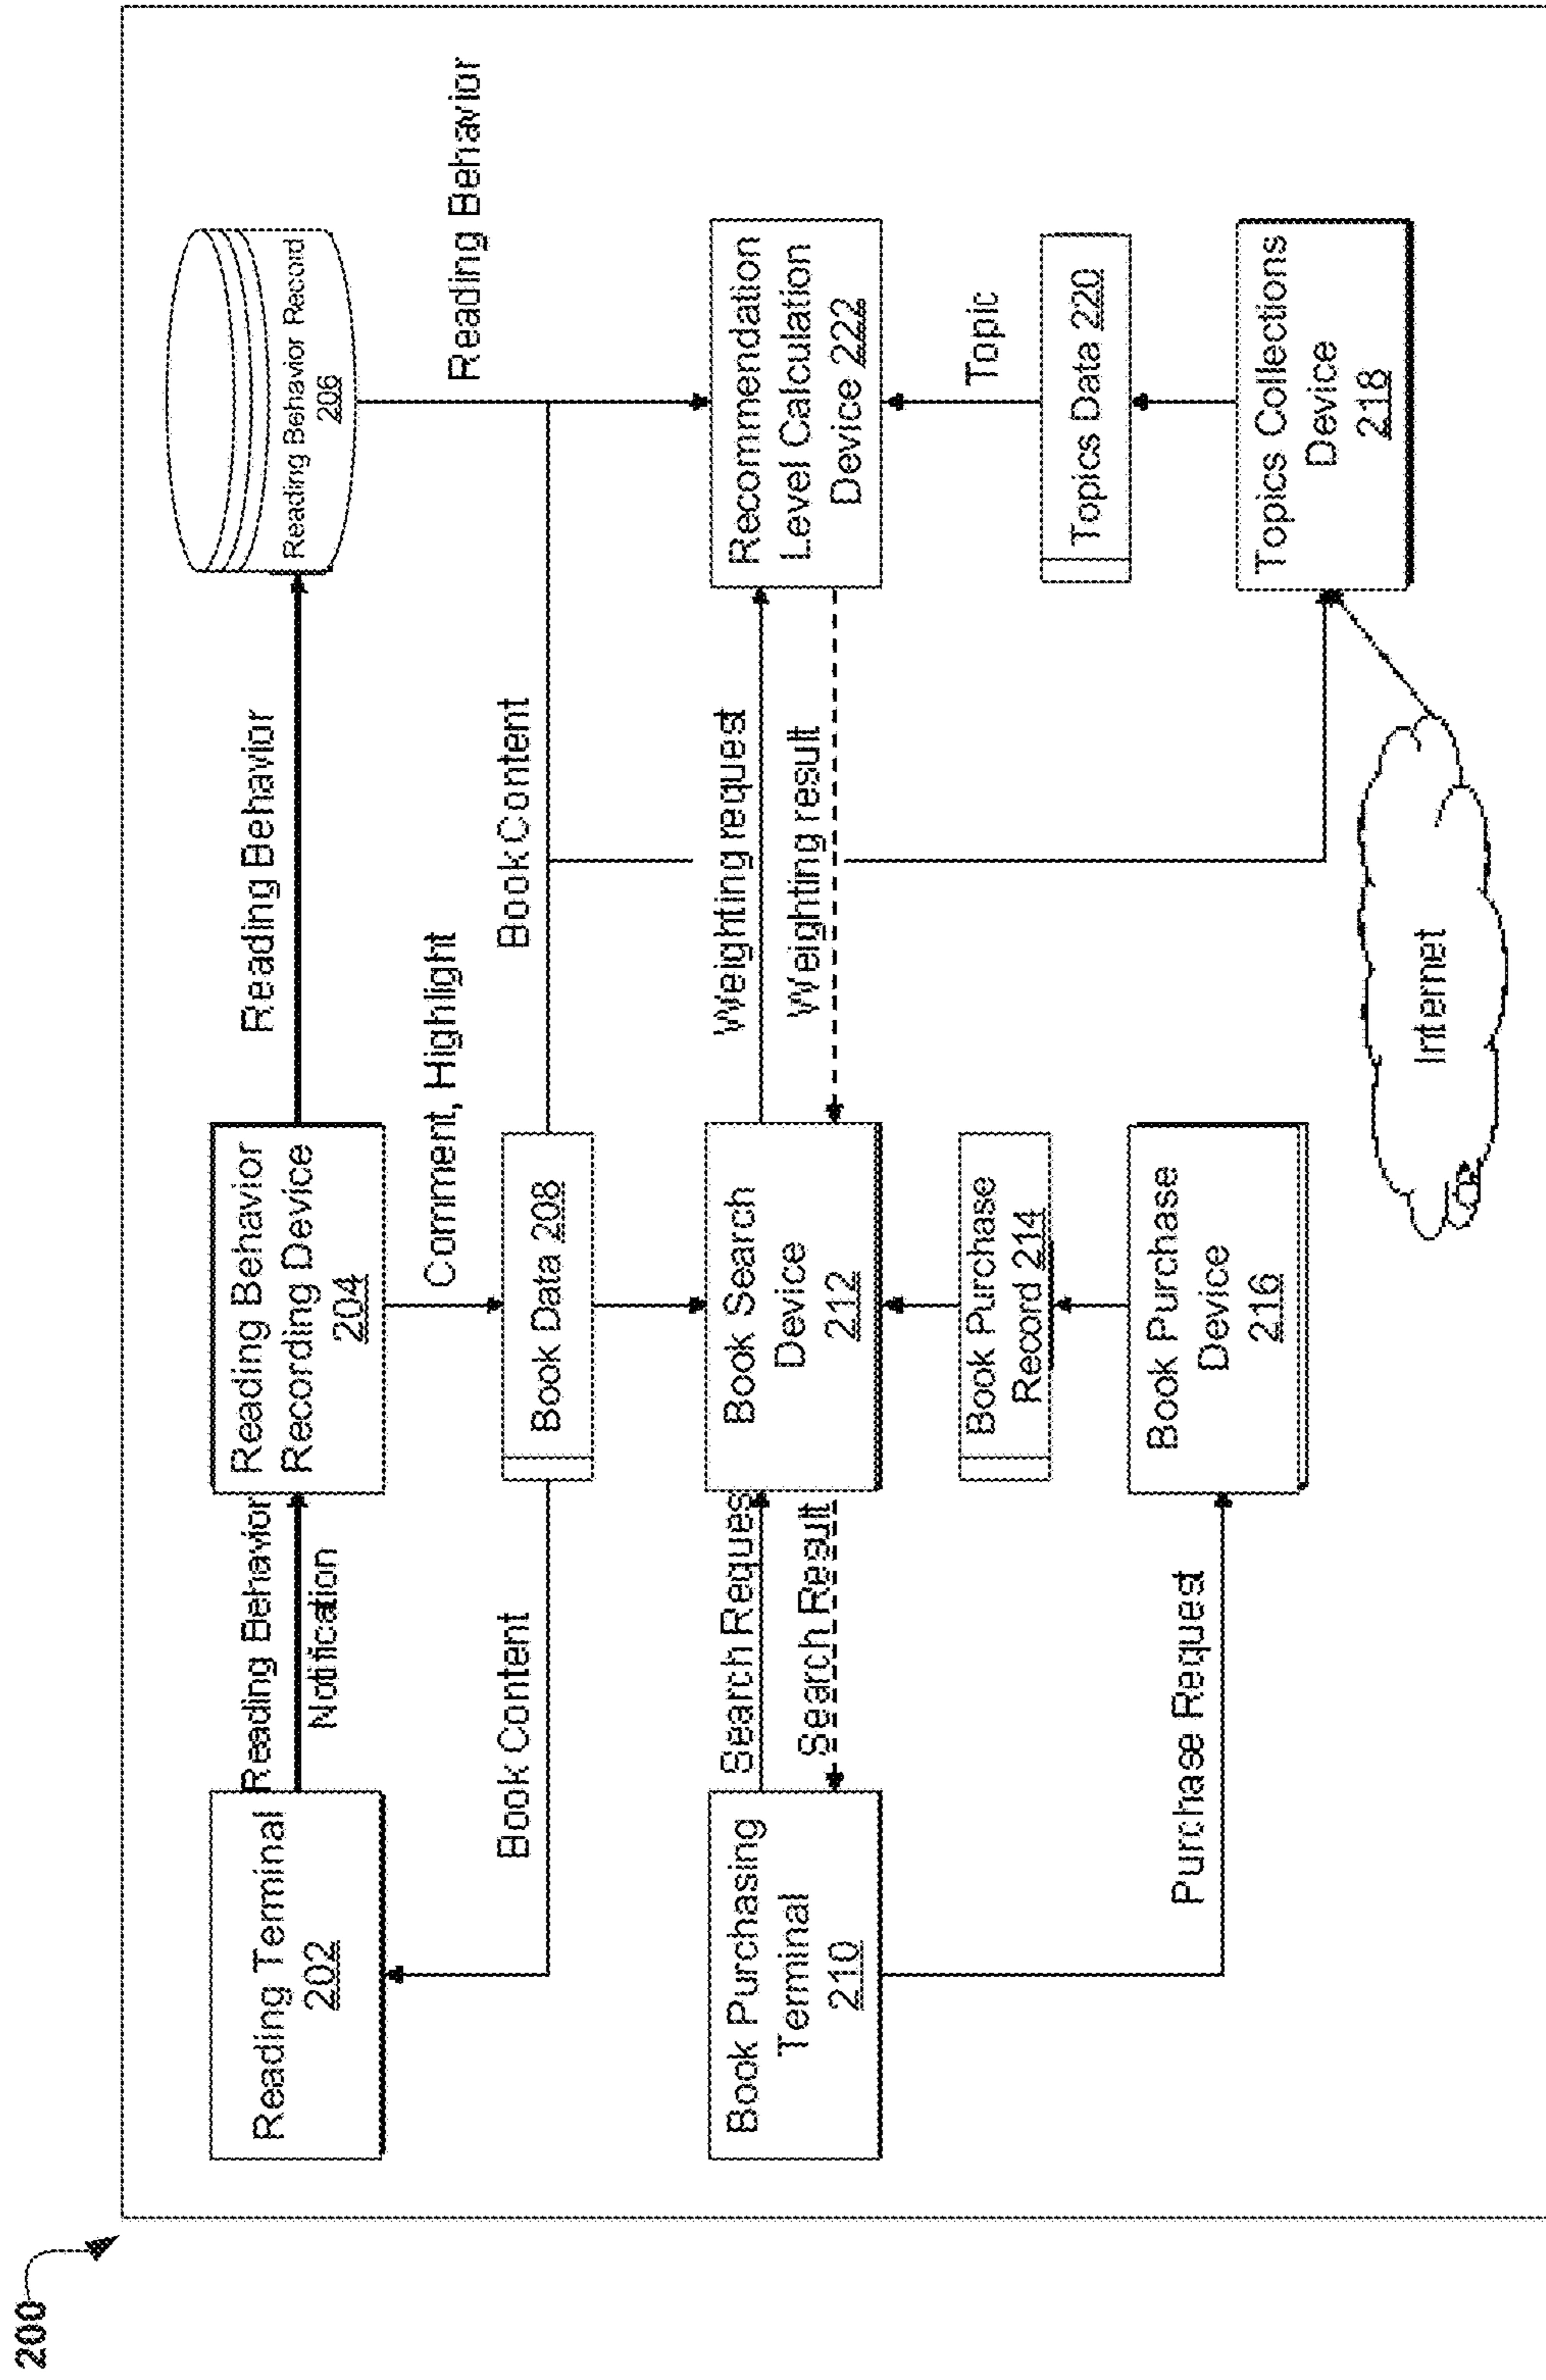 200
Reading Terminal
202
Reading Behavior
Notification
Reading Behavior
Recording Device
204
Reading Behavior
Reading Behavior Record
206
Book Content
Comment, Highlight
Book Data 208
Book Content
Reading Behavior
Book Purchasing
Terminal
210
Search Reques
Search Result
Book Search
Device
212
Weighting request
Weighting result
Recommendation
Level Calculation
Device 222
Book Purchase
Record 214
Topic
Topics Data 220
Purchase Request
Book Purchase
Device
216
Topics Collections
Device
218
Internet